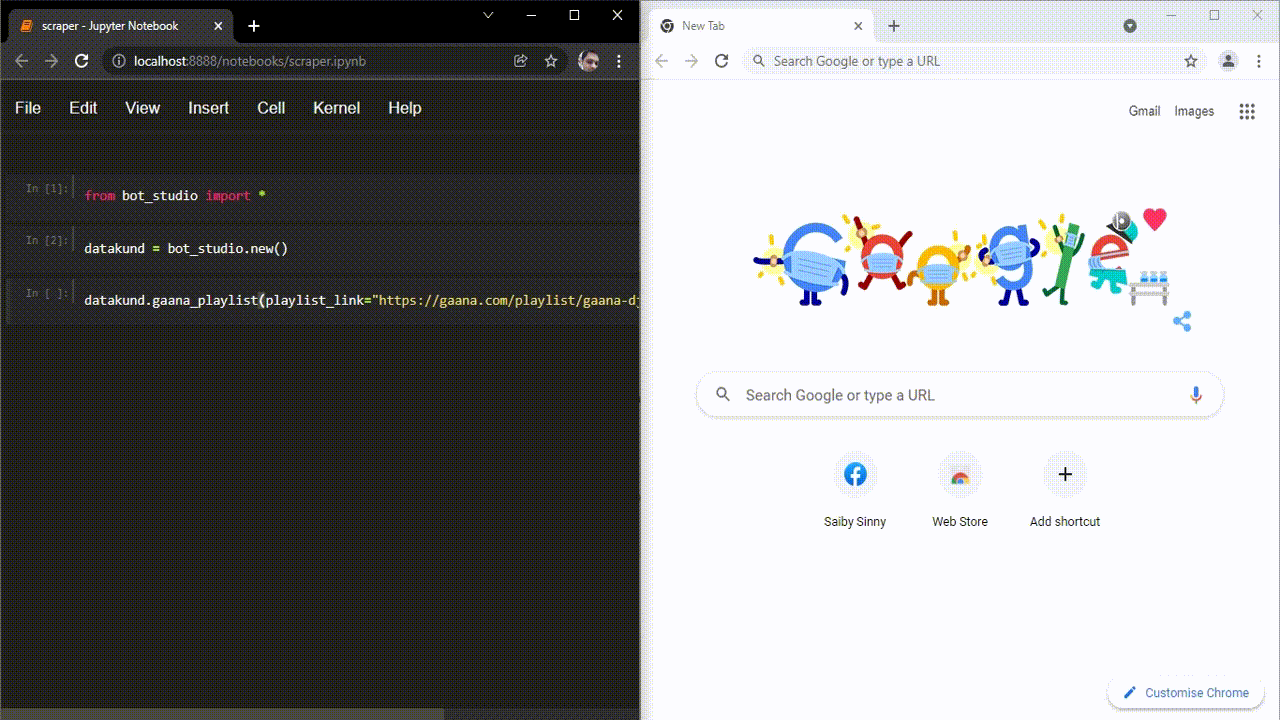 scraper - Jupyter Notebook
localhost:8888/notebooks/scraper.ipynb
File Edit View Insert Cell Kernel Help
In [1]: from bot_studio import *
In [2]: datakund = bot_studio.new()
In [ ]: datakund.gaana_playlist(playlist_link="https://gaana.com/playlist/gaana-d
New Tab
Search Google or type a URL
Gmail Images
Google
Search Google or type a URL
Saiby Sinny Web Store Add shortcut
Customise Chrome